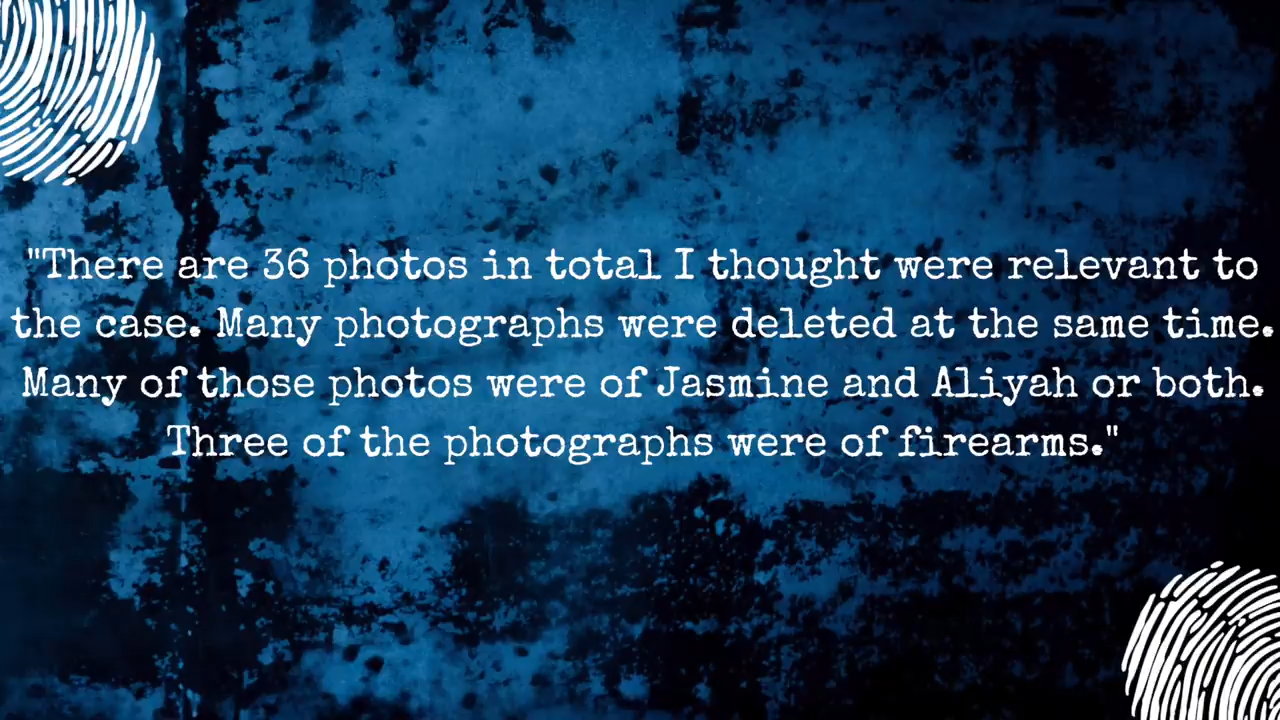 "There are 36 photos in total I thought were relevant to
the case. Many photographs were deleted at the same time.
Many of those photos were of Jasmine and Aliyah or both.
Three of the photographs were of firearms."